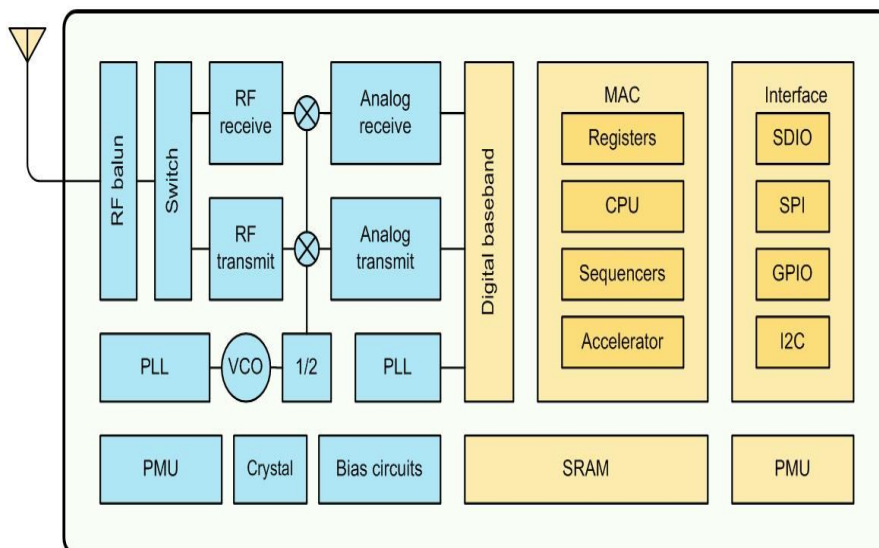 RF balun
Switch
RF
receive
Analog
receive
RF
transmit
Analog
transmit
PLL
VCO
1/2
PLL
Digital baseband
MAC
Registers
CPU
Sequencers
Accelerator
Interface
SDIO
SPI
GPIO
I2C
PMU
Crystal
Bias circuits
SRAM
PMU